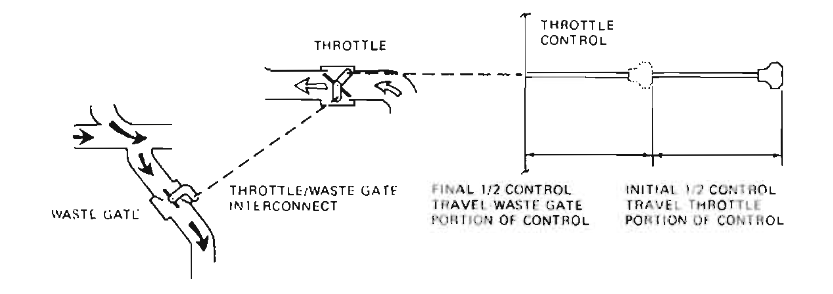 THROTTLE
CONTROL
THROTTLE
THROTTLE/WASTE GATE
INTERCONNECT
WASTE GATE
FINAL 1/2 CONTROL
TRAVEL WASTE GATE
PORTION OF CONTROL
INITIAL 1/2 CONTROL
TRAVEL THROTTLE
PORTION OF CONTROL